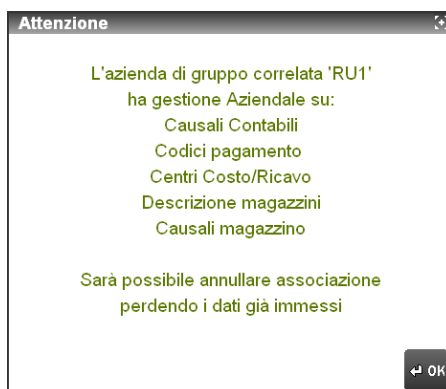 Attenzione
L'azienda di gruppo correlata 'RU1'
ha gestione Aziendale su:
Causali Contabili
Codici pagamento
Centri Costo/Ricavo
Descrizione magazzini
Causali magazzino
Sarà possibile annullare associazione
perdendo i dati già immessi
OK